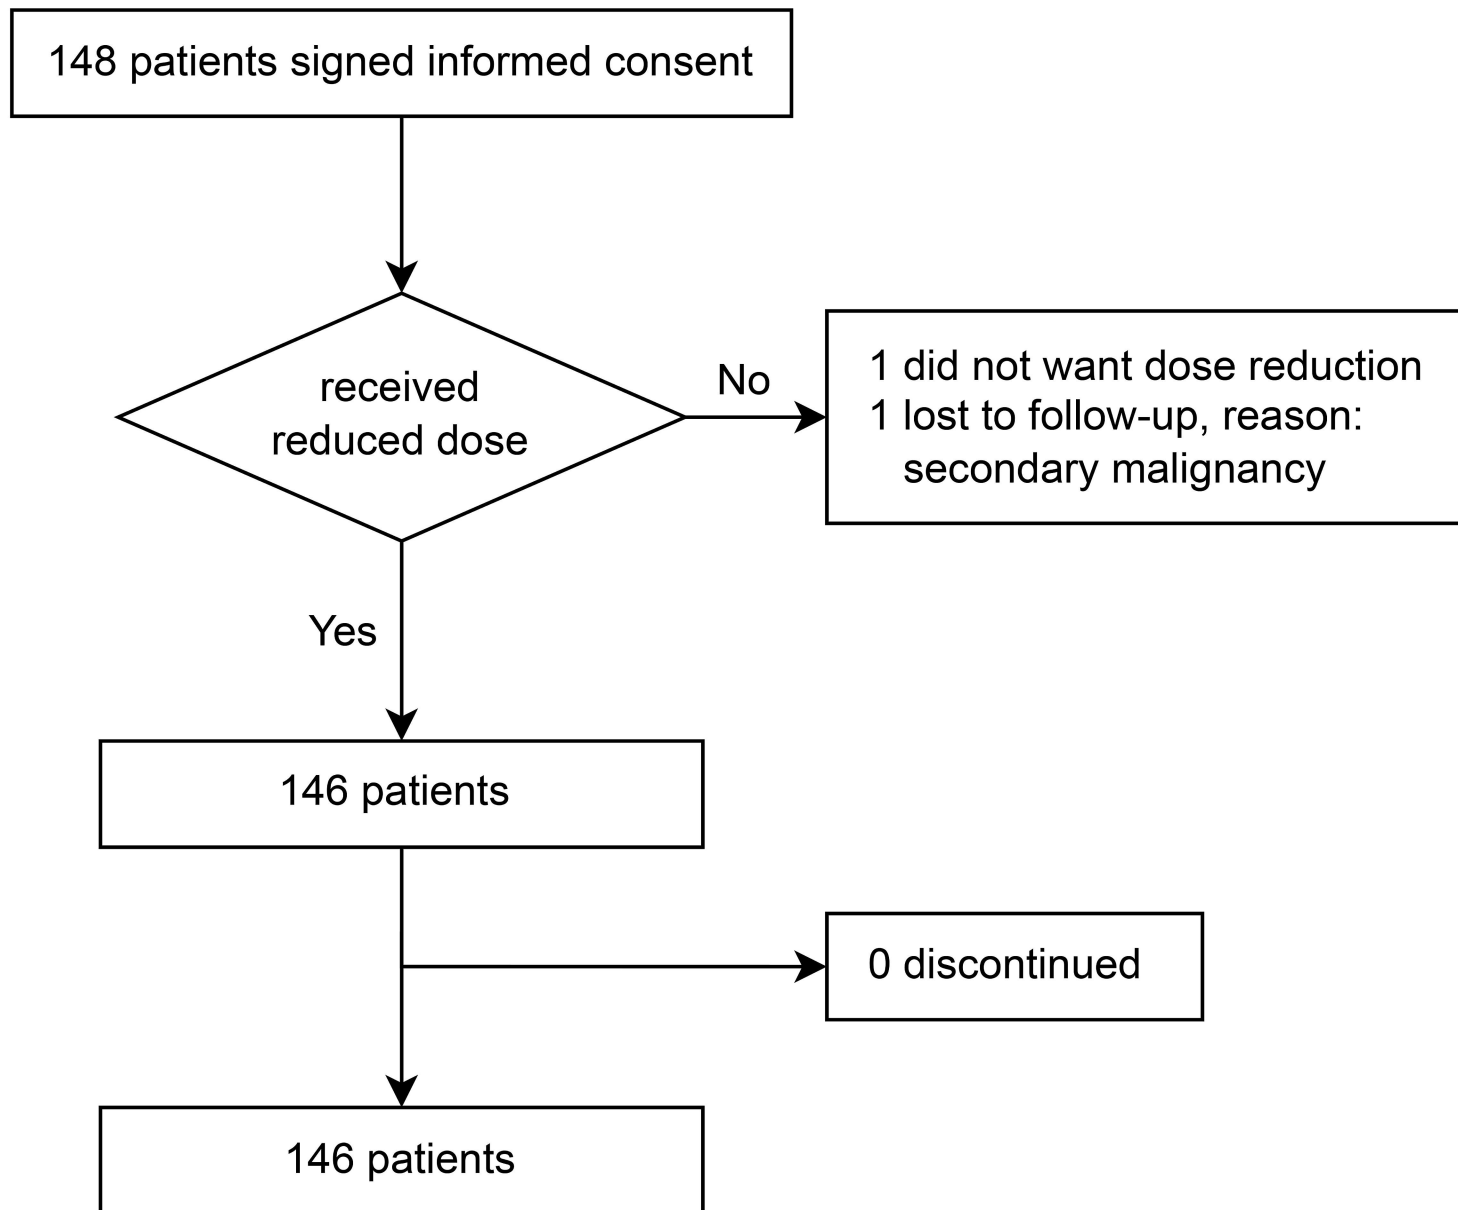 148 patients signed informed consent
received
reduced dose
No
1 did not want dose reduction
1 lost to follow-up, reason:
secondary malignancy
Yes
146 patients
0 discontinued
146 patients